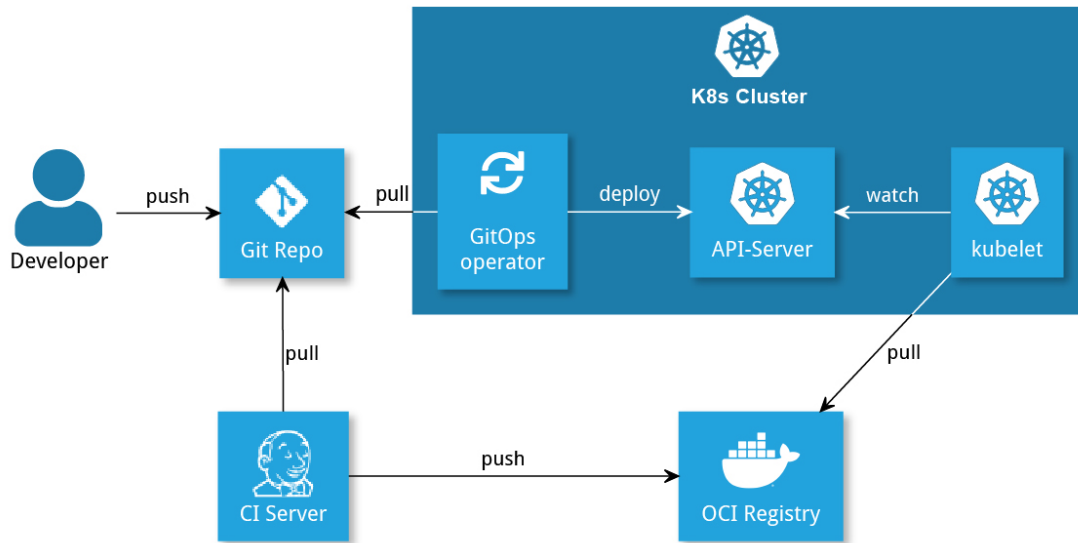 K8s Cluster
push
pull
deploy
watch
Developer
Git Repo
GitOps
operator
API-Server
kubelet
pull
pull
push
CI Server
OCI Registry